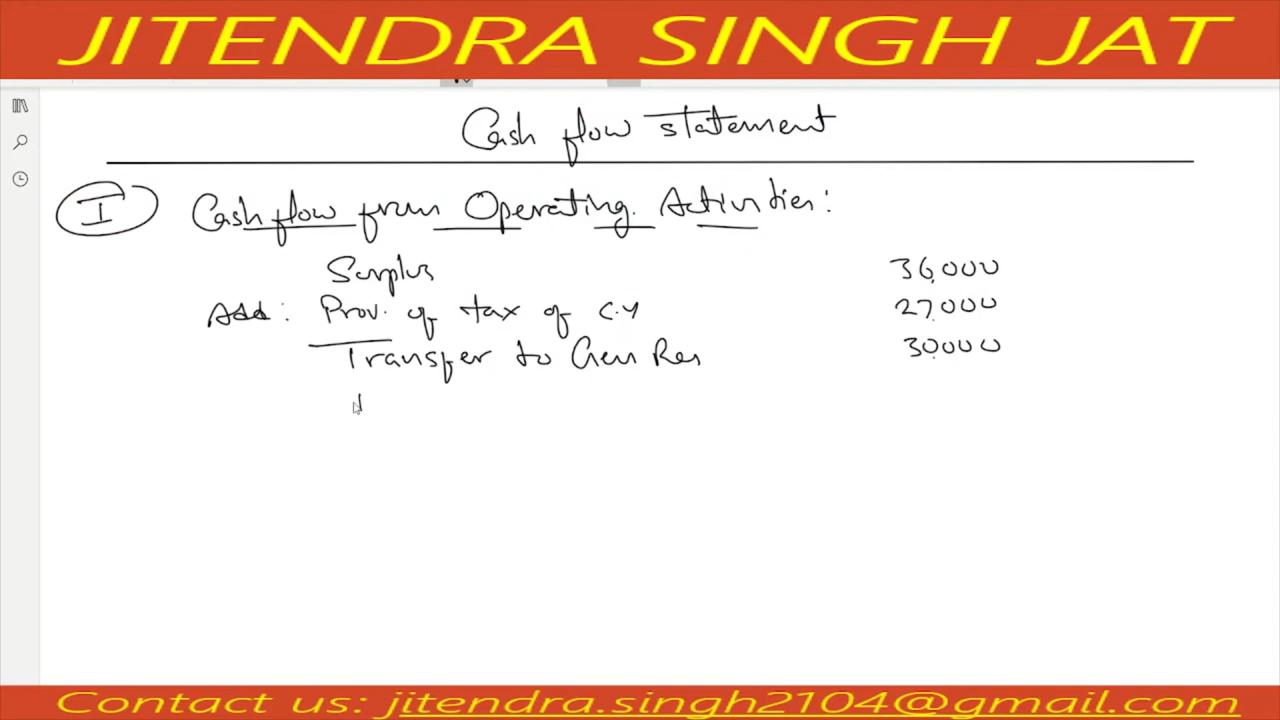 JITENDRA SINGH JAT
Cash flow statement
I Cash flow from Operating Activities:
Surplus 36,000
Add: Prov. of tax of C.Y 27,000
Transfer to Gen Res 30,000
Contact us: jitendra.singh2104@gmail.com